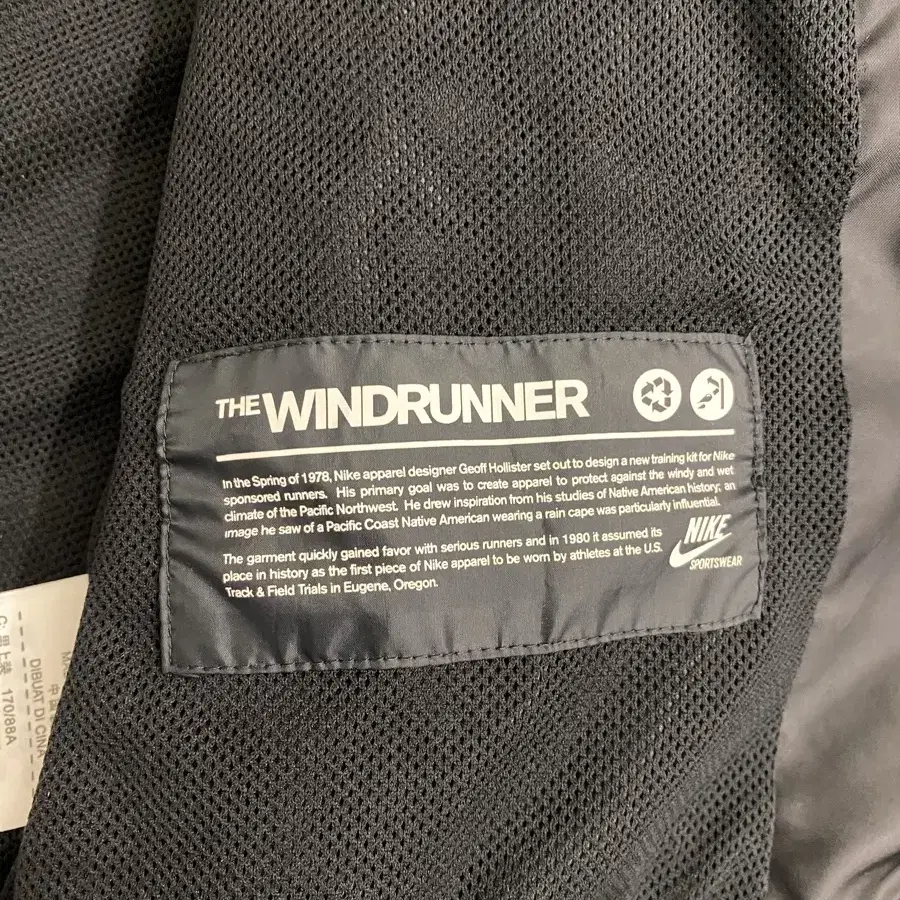 THE WINDRUNNER
In the Spring of 1978, Nike apparel designer Geoff Hollister set out to design a new training kit for Nike
sponsored runners. His primary goal was to create apparel to protect against the windy and wet
climate of the Pacific Northwest. He drew inspiration from his studies of Native American history; an
image he saw of a Pacific Coast Native American wearing a rain cape was particularly influential.
The garment quickly gained favor with serious runners and in 1980 it assumed its
place in history as the first piece of Nike apparel to be worn by athletes at the U.S.
Track & Field Trials in Eugene, Oregon.
NIKE
SPORTSWEAR
DIBUAT DI CINA
170/88A